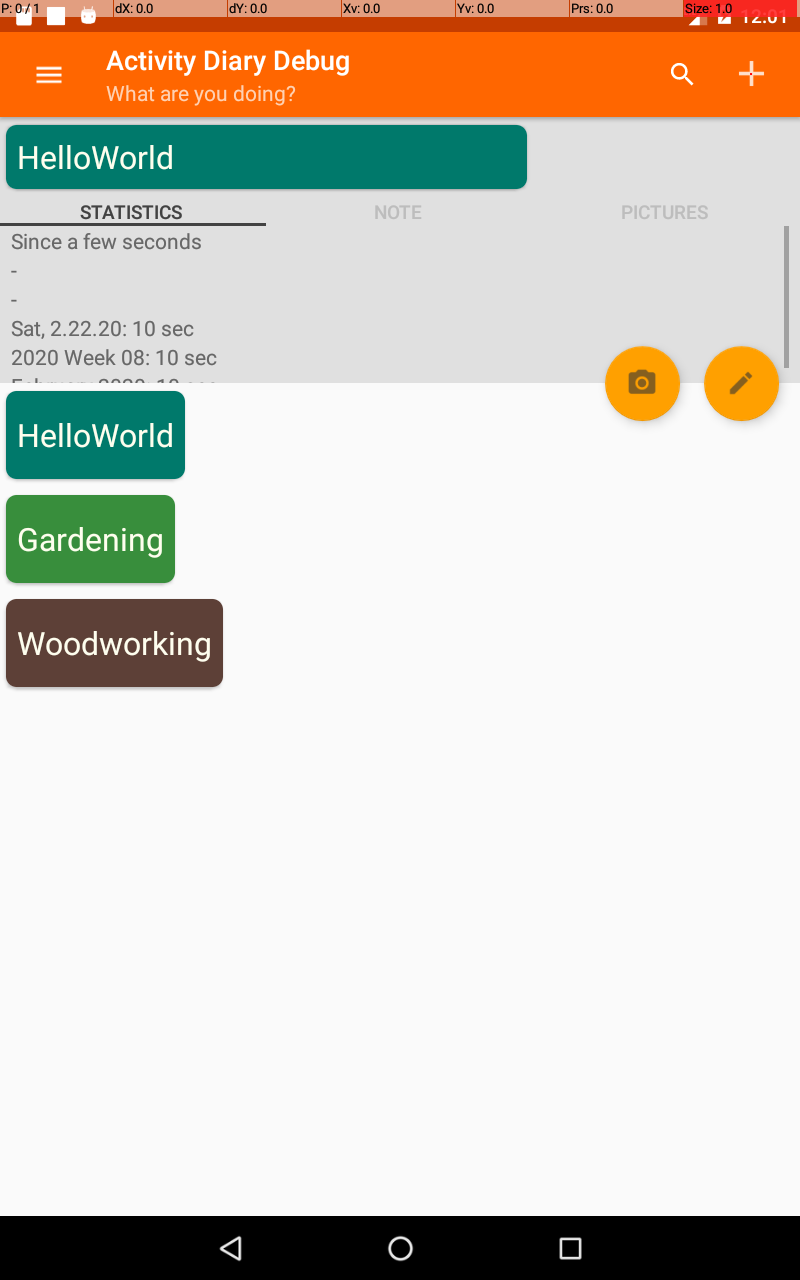 P: 0 / 1 dX: 0.0 dY: 0.0 Xv: 0.0 Yv: 0.0 Prs: 0.0 Size: 1.0
12:01
Activity Diary Debug
What are you doing?
HelloWorld
STATISTICS NOTE PICTURES
Since a few seconds
-
-
Sat, 2.22.20: 10 sec
2020 Week 08: 10 sec
HelloWorld
Gardening
Woodworking